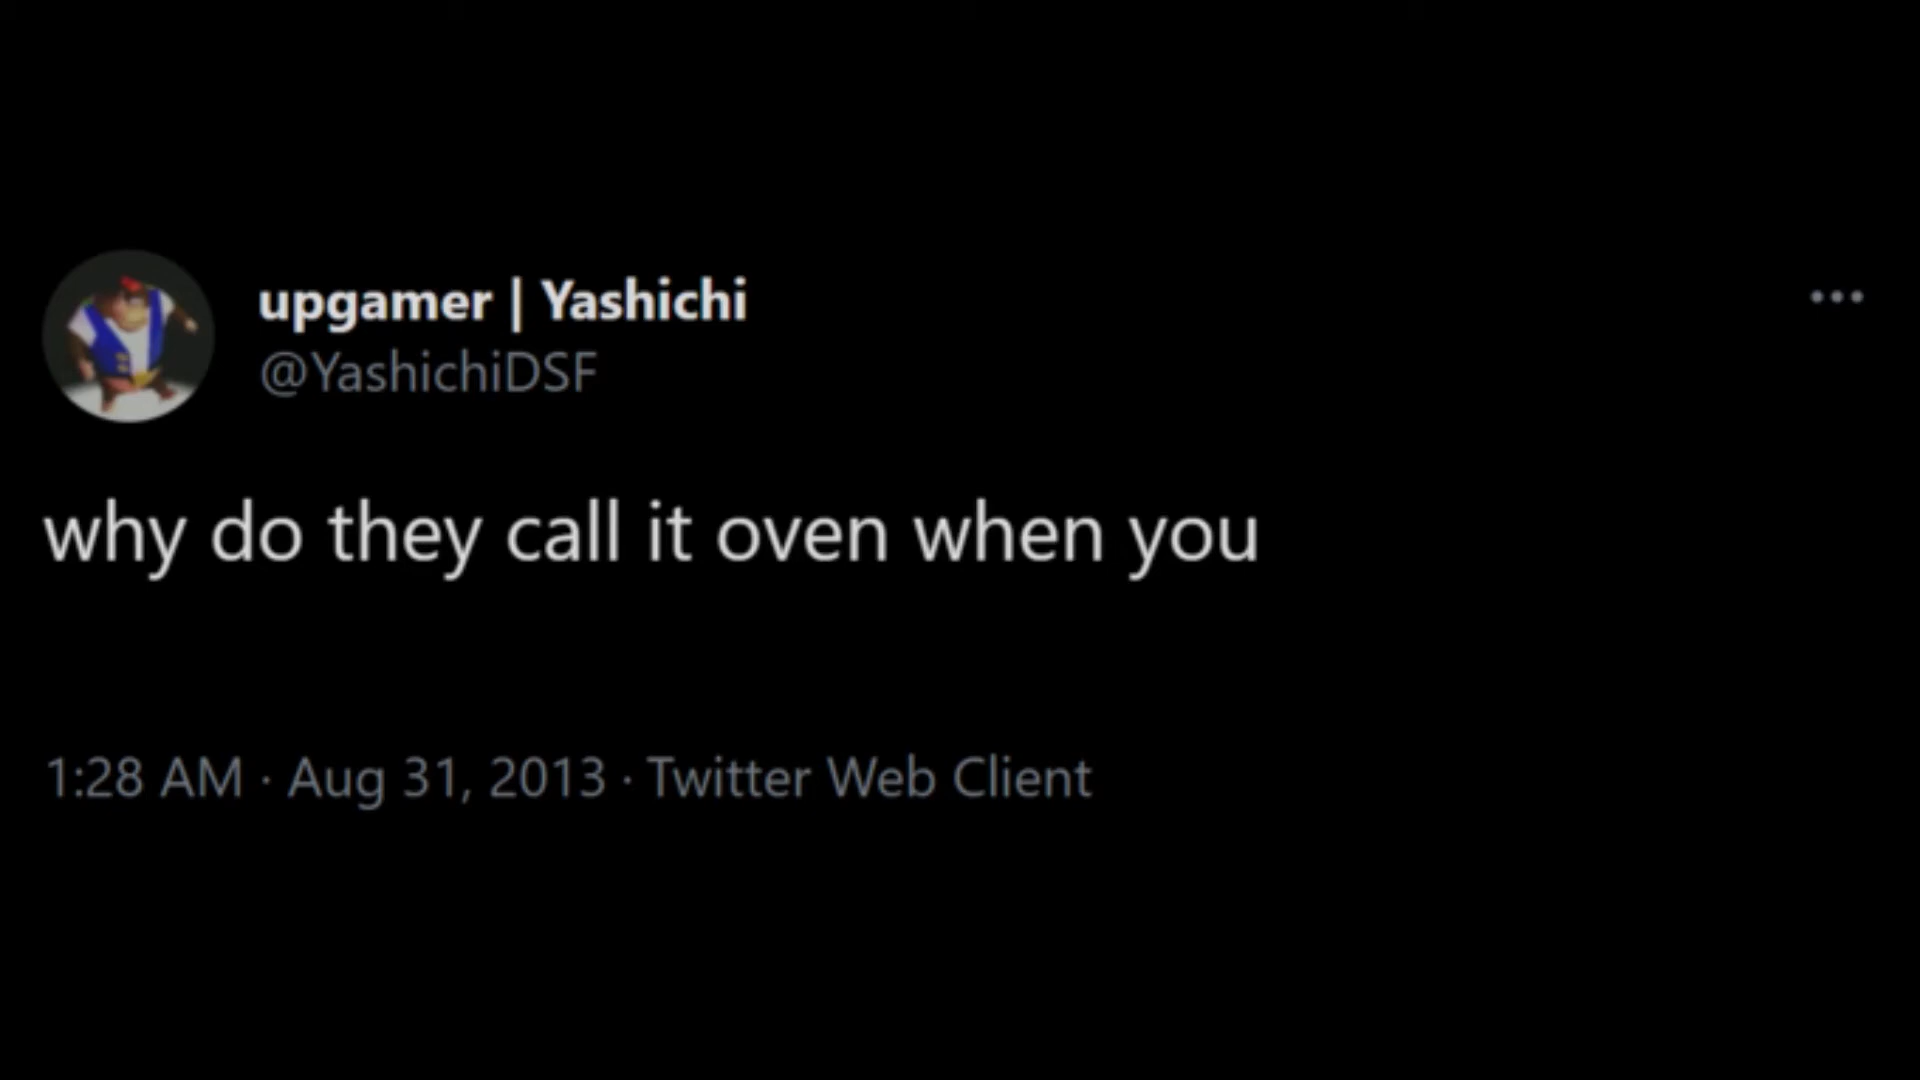 upgamer | Yashichi
@YashichiDSF
why do they call it oven when you
1:28 AM · Aug 31, 2013 · Twitter Web Client